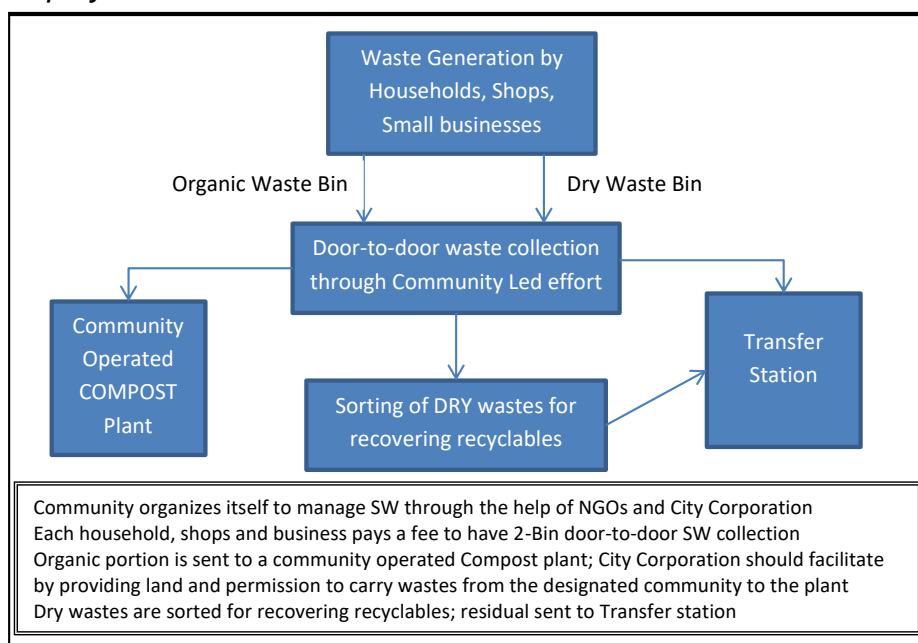 Waste Generation by
Households, Shops,
Small businesses
Organic Waste Bin
Dry Waste Bin
Door-to-door waste collection
through Community Led effort
Community
Operated
COMPOST
Plant
Transfer
Station
Sorting of DRY wastes for
recovering recyclables
Community organizes itself to manage SW through the help of NGOs and City Corporation
Each household, shops and business pays a fee to have 2-Bin door-to-door SW collection
Organic portion is sent to a community operated Compost plant; City Corporation should facilitate
by providing land and permission to carry wastes from the designated community to the plant
Dry wastes are sorted for recovering recyclables; residual sent to Transfer station